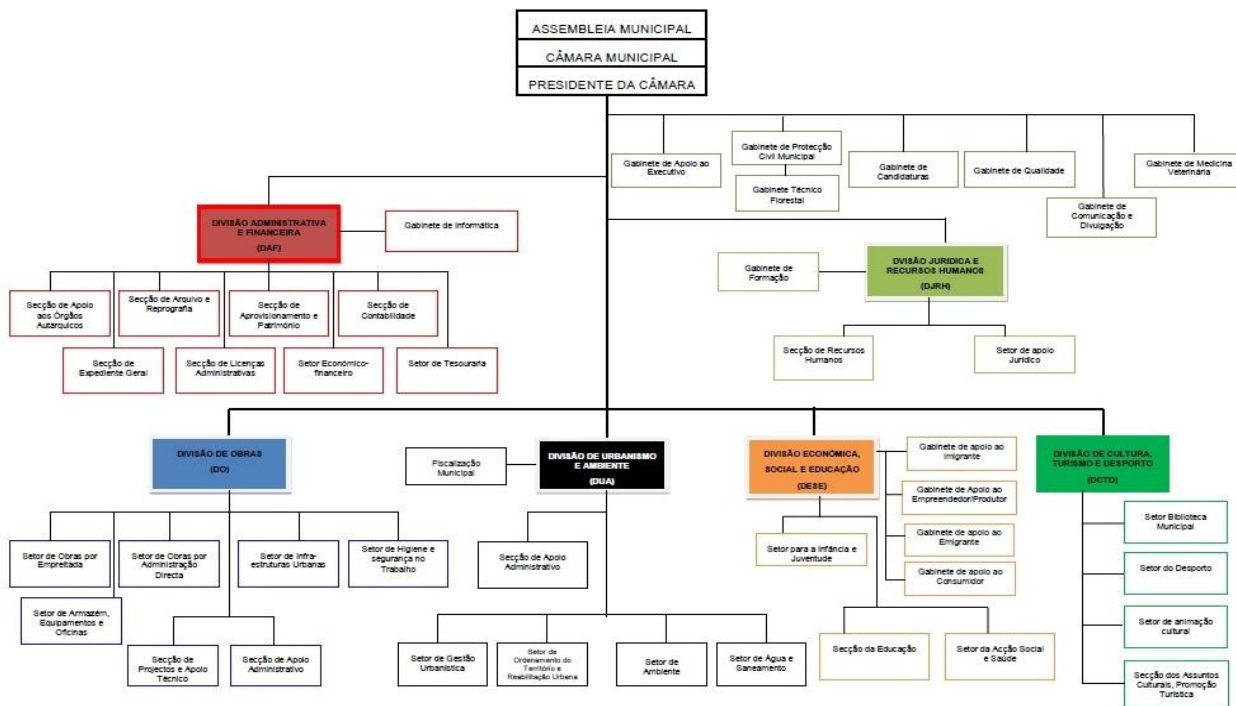 ASSEMBLEIA MUNICIPAL
CÂMARA MUNICIPAL
PRESIDENTE DA CÂMARA
Gabinete de Apoio ao
Executivo
Gabinete de Protecção
Civil Municipal
Gabinete Técnico
Florestal
Gabinete de
Candidaturas
Gabinete de Qualidade
Gabinete de
Comunicação e
Divulgação
Gabinete de Medicina
Veterinária
DIVISÃO ADMINISTRATIVA
E FINANCEIRA
(DAF)
Gabinete de Informática
Secção de Apoio
aos Órgãos
Autárquicos
Secção de Arquivo e
Reprografia
Secção de
Aprovisionamento e
Património
Secção de
Contabilidade
Secção de
Expediente Geral
Secção de Licenças
Administrativas
Setor Económico-
financeiro
Setor de Tesouraria
Gabinete de
Formação
DVISÃO JURIDICA E
RECURSOS HUMANOS
(DJRH)
Secção de Recursos
Humanos
Setor de apoio
Jurídico
DIVISÃO DE OBRAS
(DO)
Setor de Obras por
Empreitada
Setor de Obras por
Administração
Directa
Setor de Infra-
estruturas Urbanas
Setor de Higiene e
segurança no
Trabalho
Setor de Armazém,
Equipamentos e
Oficinas
Secção de
Projectos e Apoio
Técnico
Secção de Apoio
Administrativo
Fiscalização
Municipal
DIVISÃO DE URBANISMO
E AMBIENTE
(DUA)
Secção de Apoio
Administrativo
Setor de Gestão
Urbanística
Setor de
Ordenamento do
Território e
Reabilitação Urbana
Setor de
Ambiente
Setor de Água e
Saneamento
DIVISÃO ECONÓMICA,
SOCIAL E EDUCAÇÃO
(DESE)
Gabinete de apoio ao
Imigrante
Gabinete de Apoio ao
Empreendedor/Produtor
Gabinete de apoio ao
Emigrante
Gabinete de apoio ao
Consumidor
Setor para a Infância e
Juventude
Secção da Educação
Setor da Acção Social
e Saúde
DIVISÃO DE CULTURA,
TURISMO E DESPORTO
(DCTD)
Setor Biblioteca
Municipal
Setor do Desporto
Setor de animação
cultural
Secção dos Assuntos
Culturais, Promoção
Turística